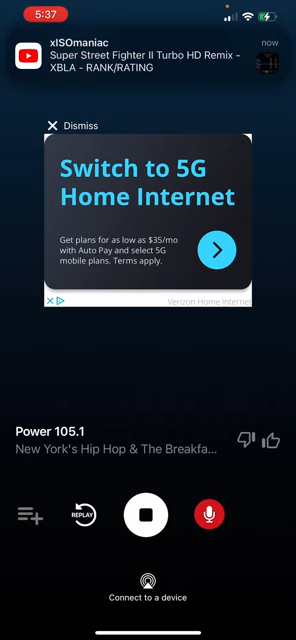 5:37
xISOmaniac
now
Super Street Fighter II Turbo HD Remix -
XBLA - RANK/RATING
Dismiss
Switch to 5G
Home Internet
Get plans for as low as $35/mo
with Auto Pay and select 5G
mobile plans. Terms apply.
Verizon Home Internet
Power 105.1
New York's Hip Hop & The Breakfa...
REPLAY
Connect to a device